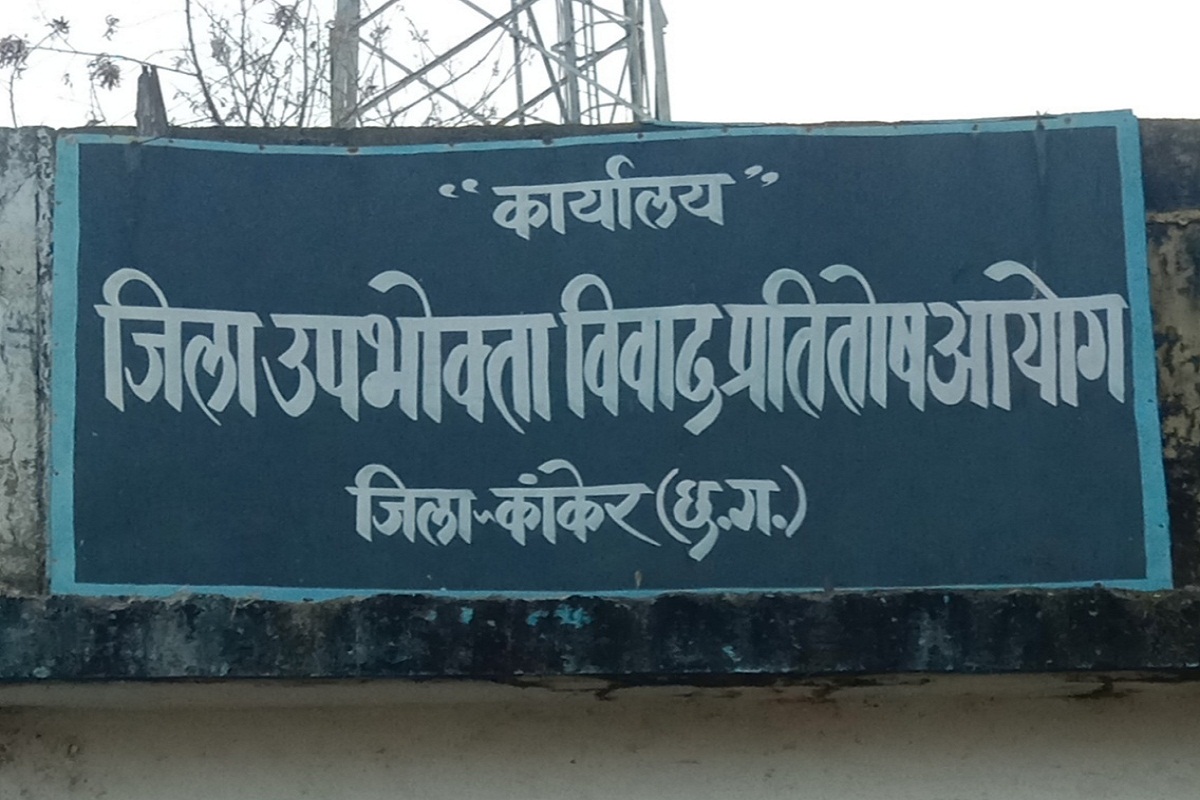 “कार्यालय”
जिला उपभोक्ता विवाद प्रतितोष आयोग
जिला - कांकेर (छ.ग.)